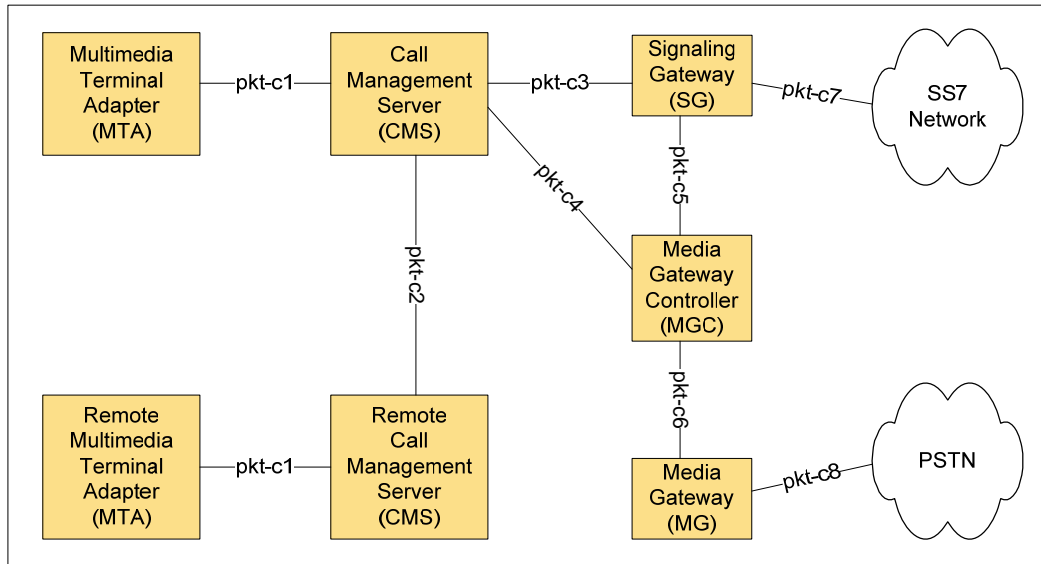 Multimedia
Terminal
Adapter
(MTA)
pkt-c1
Call
Management
Server
(CMS)
pkt-c3
Signaling
Gateway
(SG)
pkt-c7
SS7
Network
pkt-c4
pkt-c5
pkt-c2
Media
Gateway
Controller
(MGC)
pkt-c6
Remote
Multimedia
Terminal
Adapter
(MTA)
pkt-c1
Remote
Call
Management
Server
(CMS)
Media
Gateway
(MG)
pkt-c8
PSTN